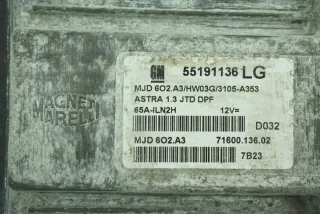 GM 55191136 LG
MJD 6O2.A3/HW03G/3105-A353
ASTRA 1.3 JTD DPF
65A-ILN2H 12V=
D032
MJD 6O2.A3 71600.136.02
7B23
MAGNETI
MARELLI